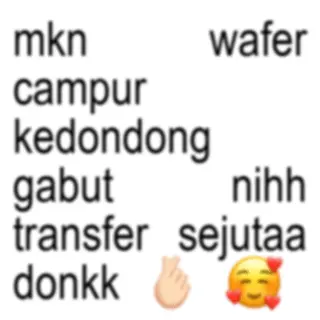 mkn wafer
campur
kedondong
gabut nihh
transfer sejutaa
donkk 🫰🏻 🥰